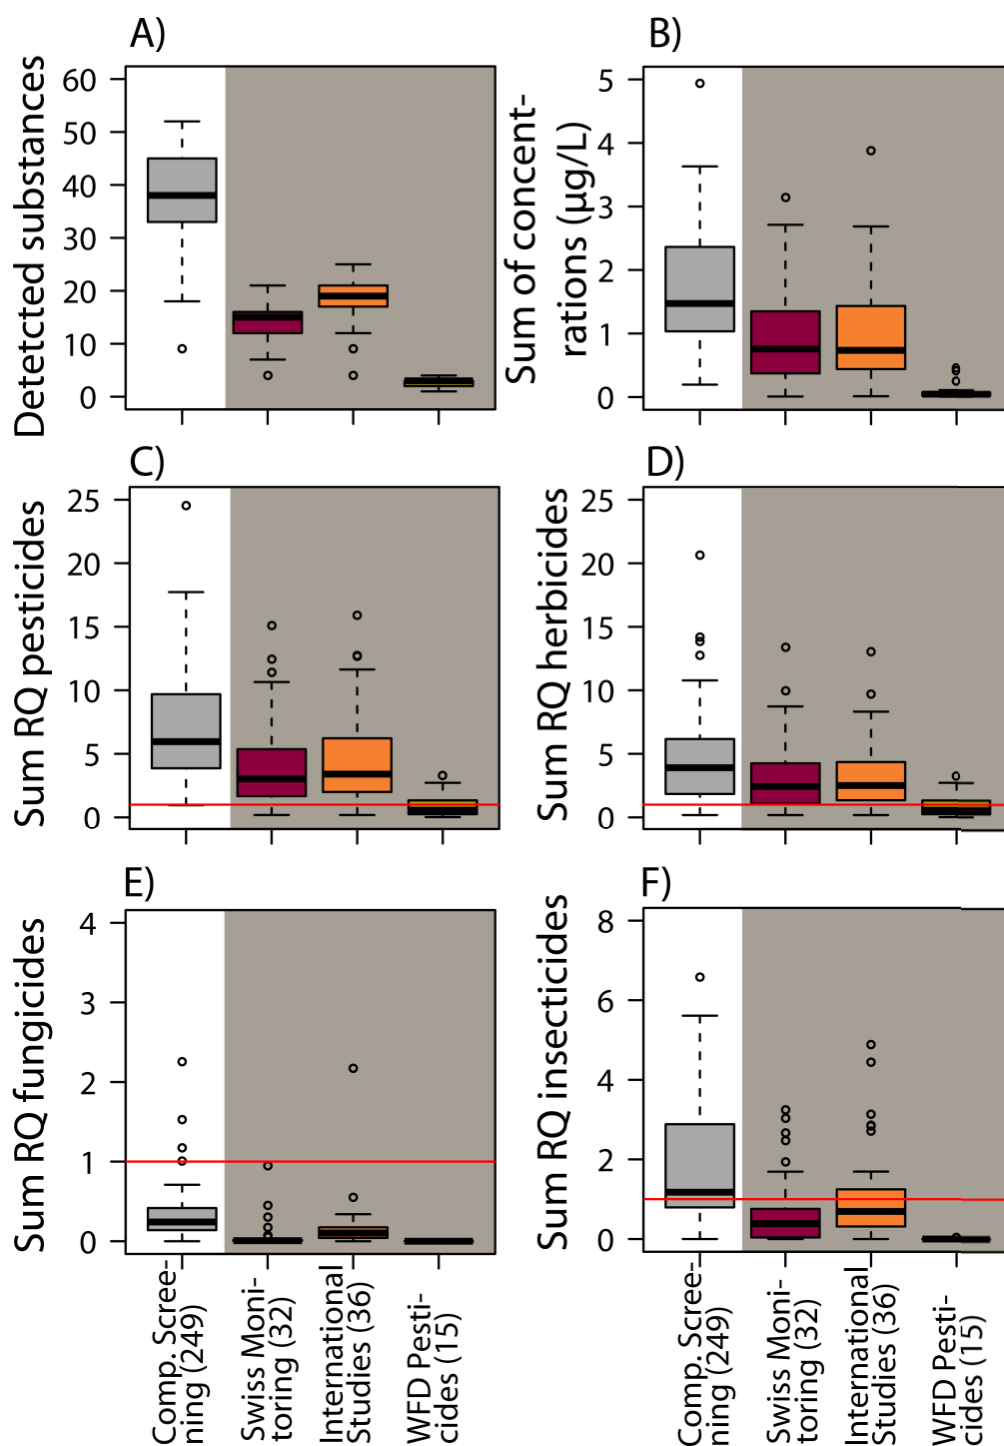 A)
Detetcted substances
60
50
40
30
20
10
0
B)
Sum of concent-
rations (µg/L)
5
4
3
2
1
0
C)
Sum RQ pesticides
25
20
15
10
5
0
D)
Sum RQ herbicides
25
20
15
10
5
0
E)
Sum RQ fungicides
4
3
2
1
0
F)
Sum RQ insecticides
8
6
4
2
0
Comp. Scree-
ning (249)
Swiss Moni-
toring (32)
International
Studies (36)
WFD Pesti-
cides (15)
Comp. Scree-
ning (249)
Swiss Moni-
toring (32)
International
Studies (36)
WFD Pesti-
cides (15)